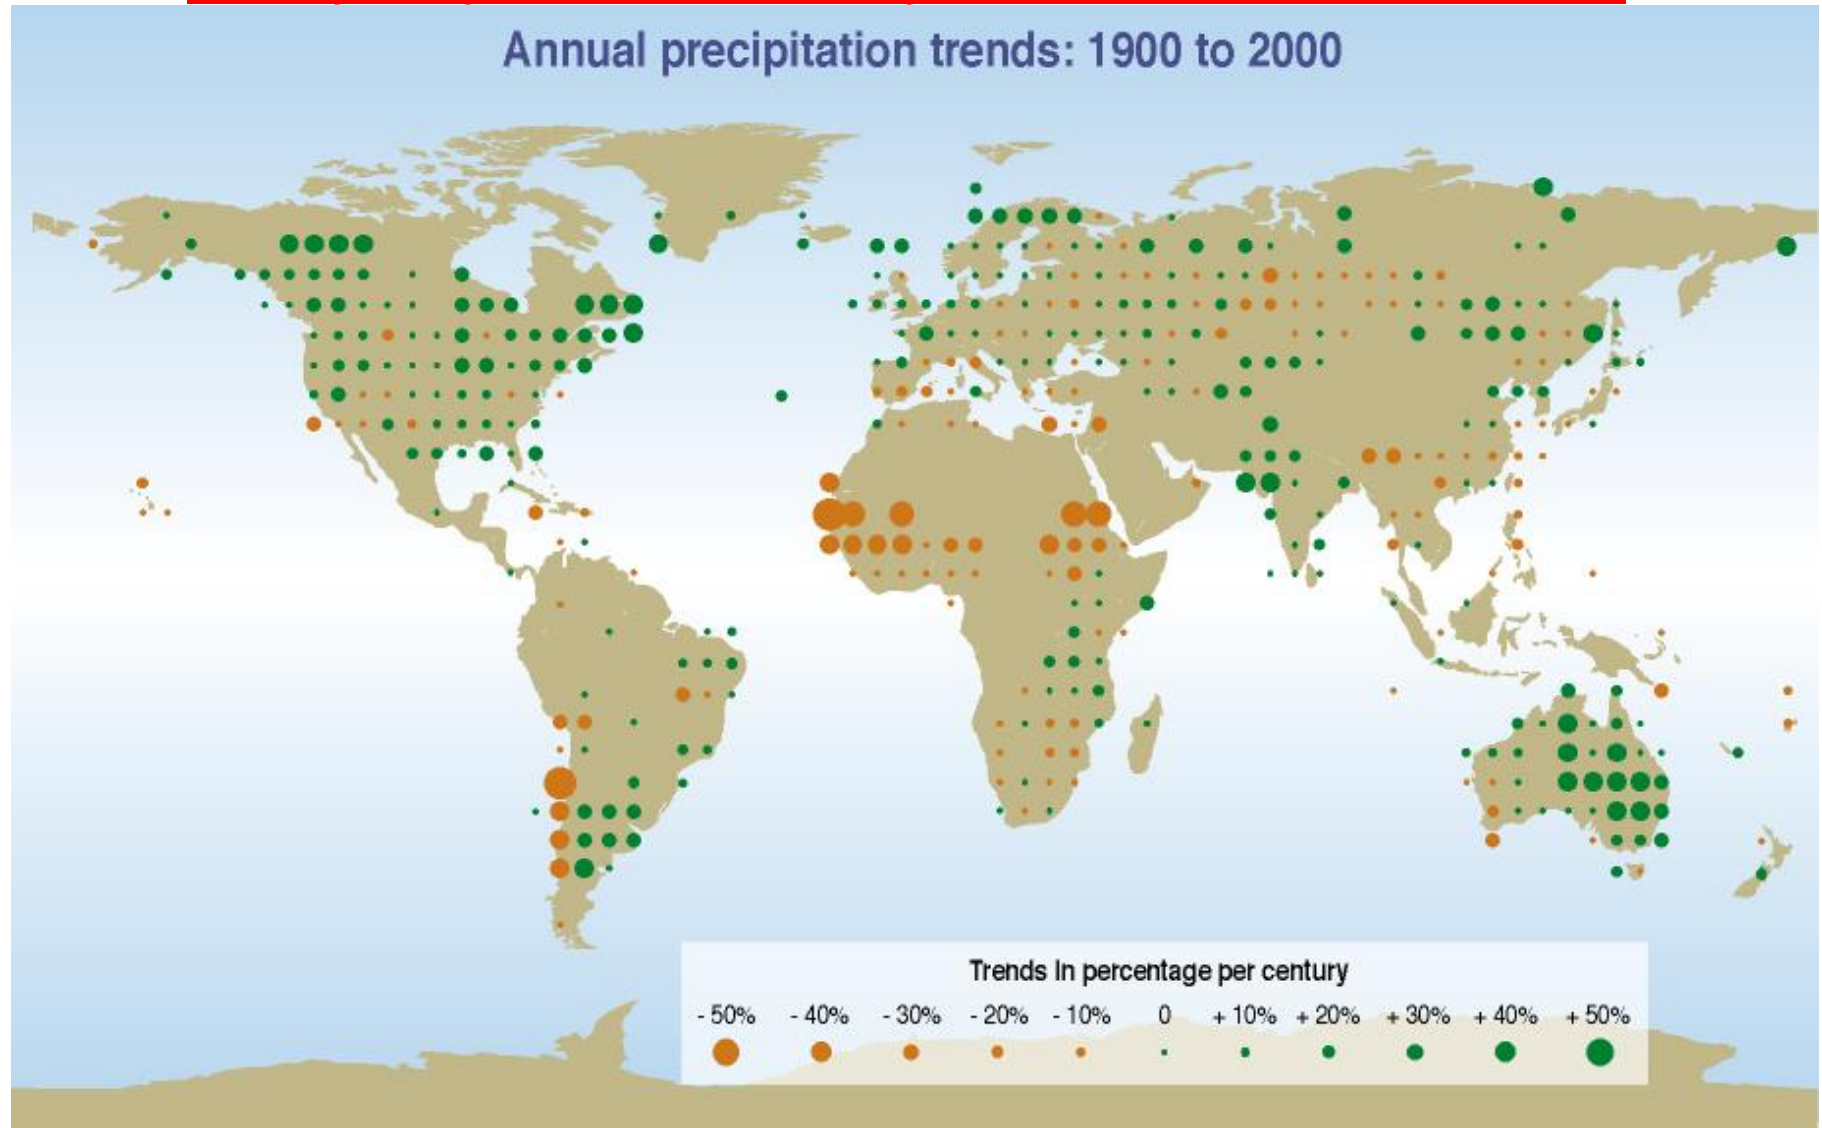 Annual precipitation trends: 1900 to 2000
Trends In percentage per century
- 50% - 40% - 30% - 20% - 10% 0 + 10% + 20% + 30% + 40% + 50%